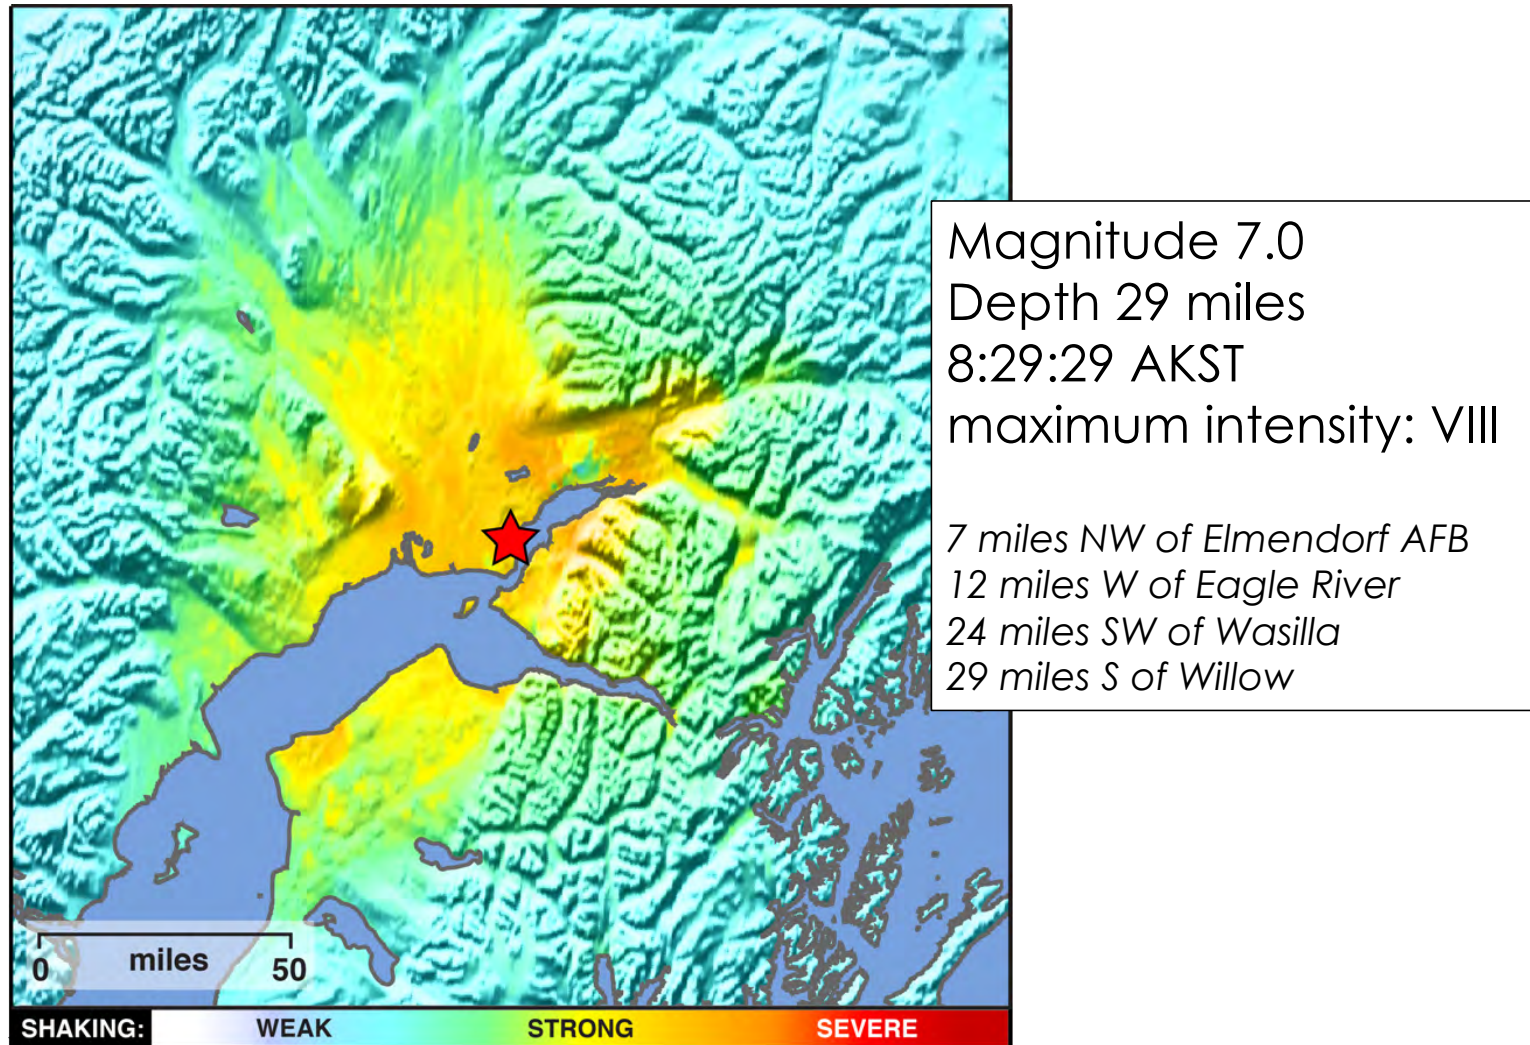 Magnitude 7.0
Depth 29 miles
8:29:29 AKST
maximum intensity: VIII
7 miles NW of Elmendorf AFB
12 miles W of Eagle River
24 miles SW of Wasilla
29 miles S of Willow
0 miles 50
SHAKING: WEAK STRONG SEVERE